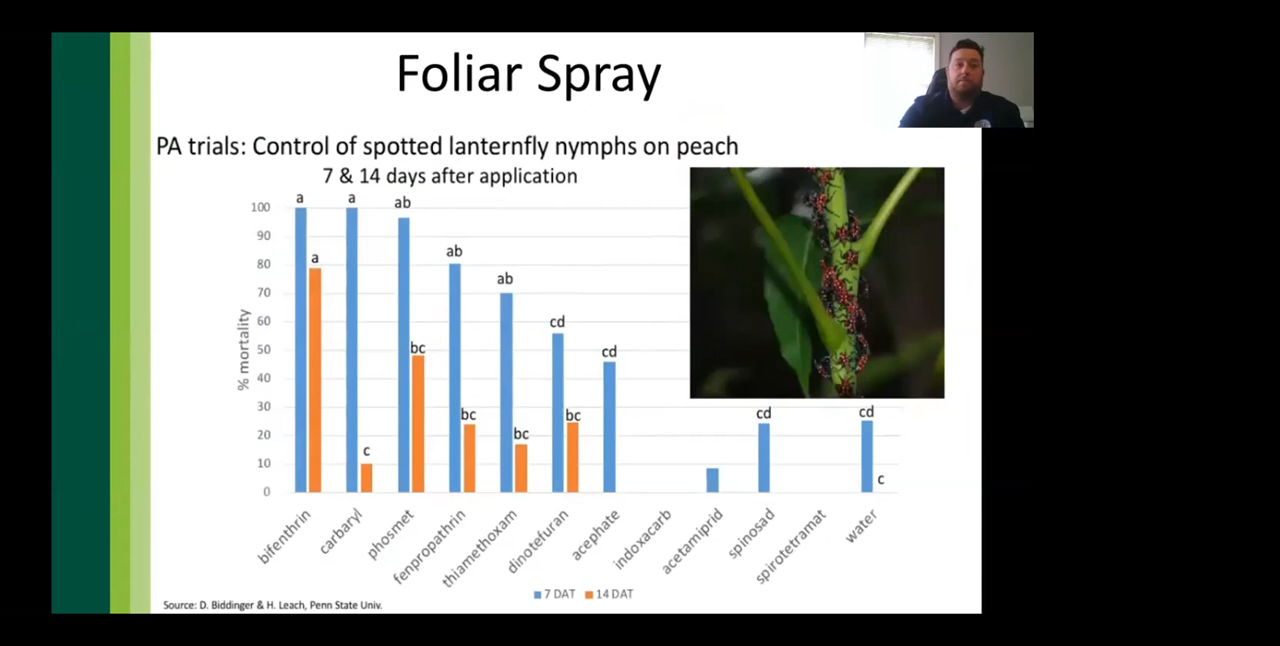 Foliar Spray
PA trials: Control of spotted lanternfly nymphs on peach
7 & 14 days after application
% mortality
100
90
80
70
60
50
40
30
20
10
0
a
a
a
c
ab
bc
ab
bc
ab
bc
cd
bc
cd
cd
cd
c
bifenthrin
carbaryl
phosmet
fenpropathrin
thiamethoxam
dinotefuran
acephate
indoxacarb
acetamiprid
spinosad
spirotetramat
water
7 DAT 14 DAT
Source: D. Biddinger & H. Leach, Penn State Univ.